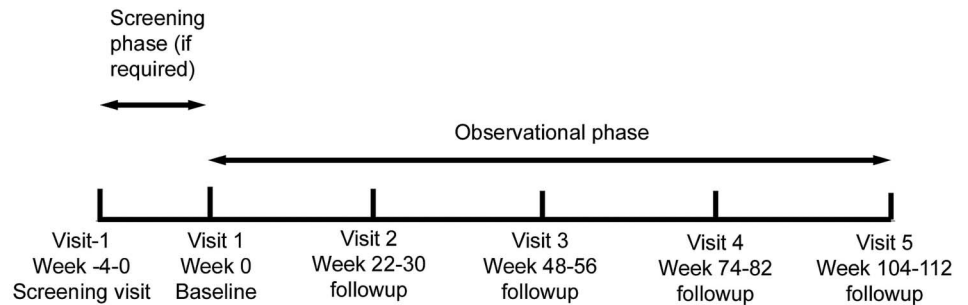 Screening
phase (if
required)
Observational phase
Visit-1
Week -4-0
Screening visit
Visit 1
Week 0
Baseline
Visit 2
Week 22-30
followup
Visit 3
Week 48-56
followup
Visit 4
Week 74-82
followup
Visit 5
Week 104-112
followup